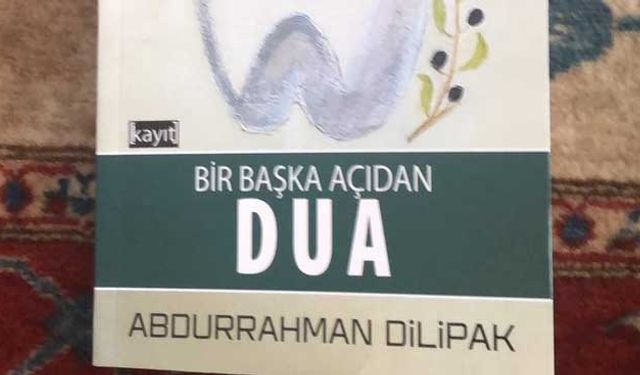 [kayıt]
BİR BAŞKA AÇIDAN
DUA
ABDURRAHMAN DİLİPAK